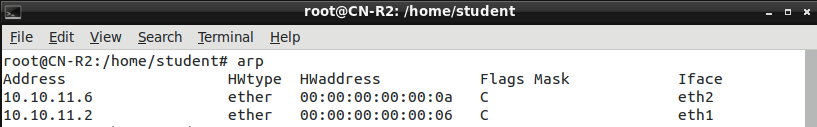 root@CN-R2: /home/student
File Edit View Search Terminal Help
root@CN-R2:/home/student# arp
Address HWtype HWaddress Flags Mask Iface
10.10.11.6 ether 00:00:00:00:00:0a C eth2
10.10.11.2 ether 00:00:00:00:00:06 C eth1